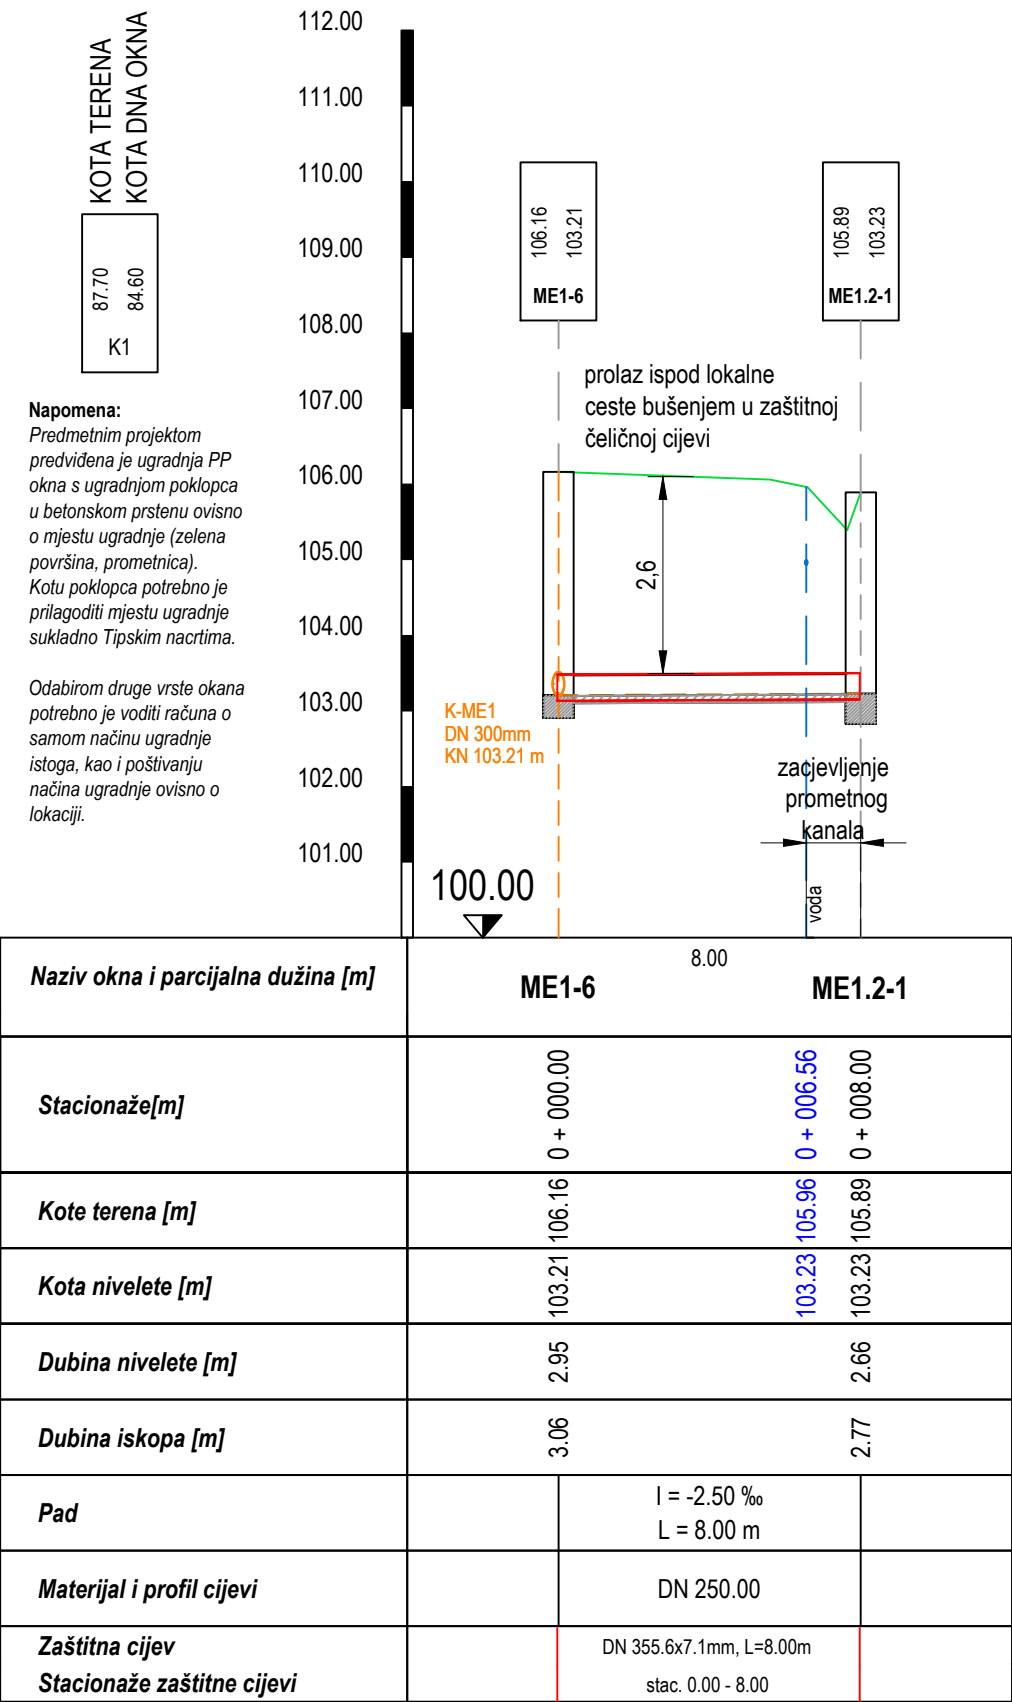 KOTA TERENA
KOTA DNA OKNA
87.70
84.60
K1
Napomena:
Predmetnim projektom
predviđena je ugradnja PP
okna s ugradnjom poklopca
u betonskom prstenu ovisno
o mjestu ugradnje (zelena
površina, prometnica).
Kotu poklopca potrebno je
prilagoditi mjestu ugradnje
sukladno Tipskim nacrtima.
Odabirom druge vrste okana
potrebno je voditi računa o
samom načinu ugradnje
istoga, kao i poštivanju
načina ugradnje ovisno o
lokaciji.
112.00
111.00
110.00
109.00
108.00
107.00
106.00
105.00
104.00
103.00
102.00
101.00
100.00
106.16
103.21
ME1-6
105.89
103.23
ME1.2-1
prolaz ispod lokalne
ceste bušenjem u zaštitnoj
čeličnoj cijevi
2,6
K-ME1
DN 300mm
KN 103.21 m
zacjevljenje
prometnog
kanala
voda
Naziv okna i parcijalna dužina [m]
8.00
ME1-6
ME1.2-1
Stacionaže[m]
0 + 000.00
0 + 006.56
0 + 008.00
Kote terena [m]
106.16
105.96
105.89
Kota nivelete [m]
103.21
103.23
103.23
Dubina nivelete [m]
2.95
2.66
Dubina iskopa [m]
3.06
2.77
Pad
I = -2.50 ‰
L = 8.00 m
Materijal i profil cijevi
DN 250.00
Zaštitna cijev
DN 355.6x7.1mm, L=8.00m
Stacionaže zaštitne cijevi
stac. 0.00 - 8.00